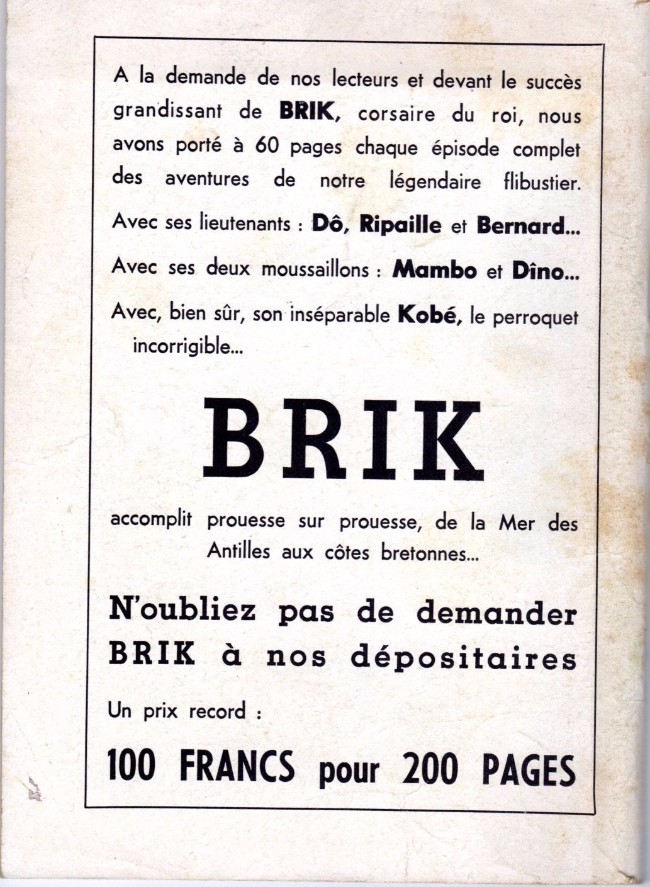 A la demande de nos lecteurs et devant le succès
grandissant de BRIK, corsaire du roi, nous
avons porté à 60 pages chaque épisode complet
des aventures de notre légendaire flibustier.
Avec ses lieutenants : Dô, Ripaille et Bernard...
Avec ses deux moussaillons : Mambo et Dîno...
Avec, bien sûr, son inséparable Kobé, le perroquet
incorrigible...
BRIK
accomplit prouesse sur prouesse, de la Mer des
Antilles aux côtes bretonnes...
N'oubliez pas de demander
BRIK à nos dépositaires
Un prix record :
100 FRANCS pour 200 PAGES